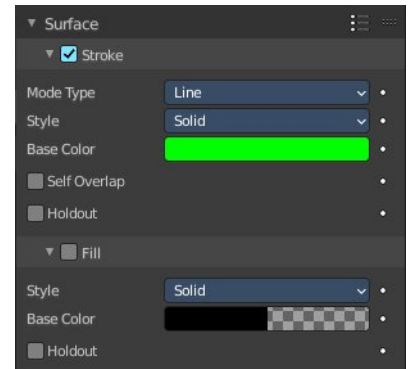 Surface
Stroke
Mode Type Line
Style Solid
Base Color
Self Overlap
Holdout
Fill
Style Solid
Base Color
Holdout